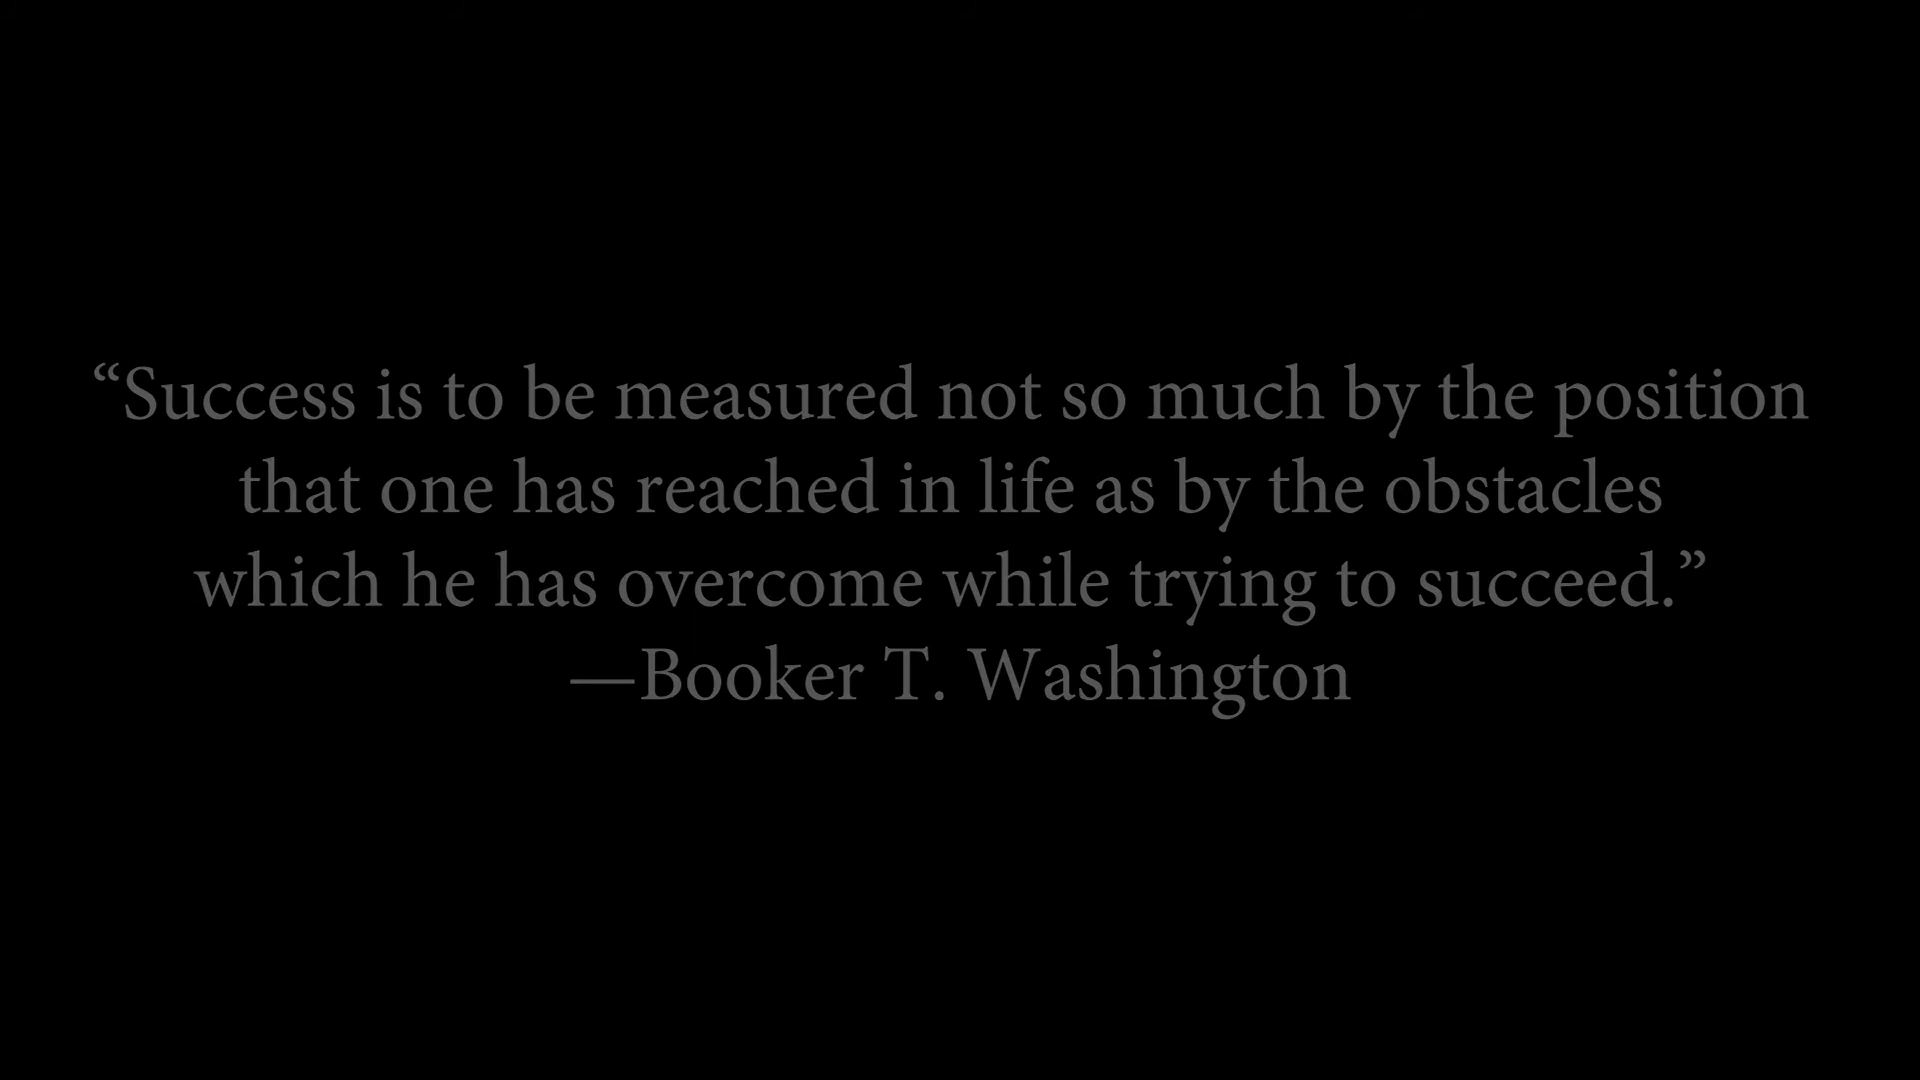 “Success is to be measured not so much by the position
that one has reached in life as by the obstacles
which he has overcome while trying to succeed.”
—Booker T. Washington